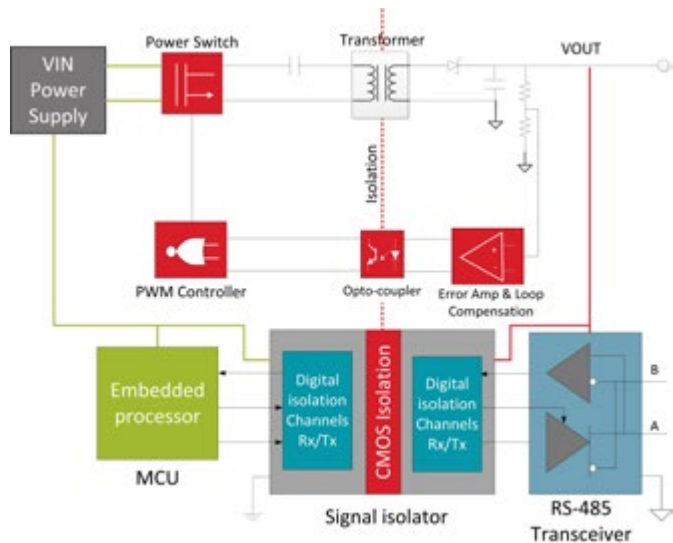 Power Switch
Transformer
VOUT
VIN
Power
Supply
Isolation
PWM Controller
Opto-coupler
Error Amp & Loop
Compensation
Embedded
processor
MCU
Digital
isolation
Channels
Rx/Tx
CMOS Isolation
Digital
isolation
Channels
Rx/Tx
Signal isolator
B
A
RS-485
Transceiver